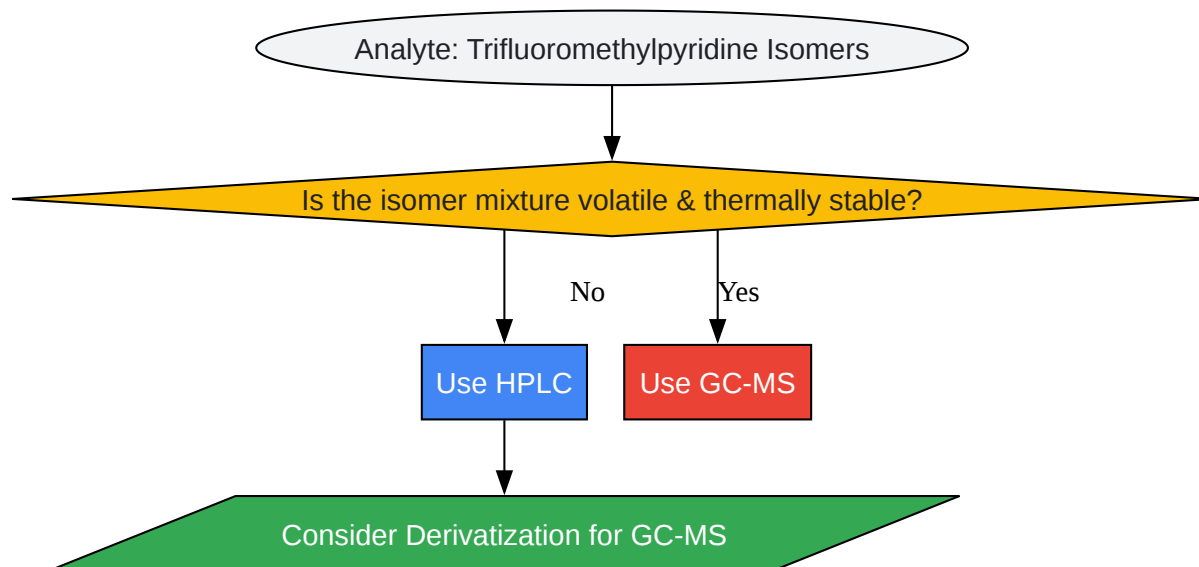 Analyte: Trifluoromethylpyridine Isomers
Is the isomer mixture volatile & thermally stable?
No
Yes
Use HPLC
Use GC-MS
Consider Derivatization for GC-MS